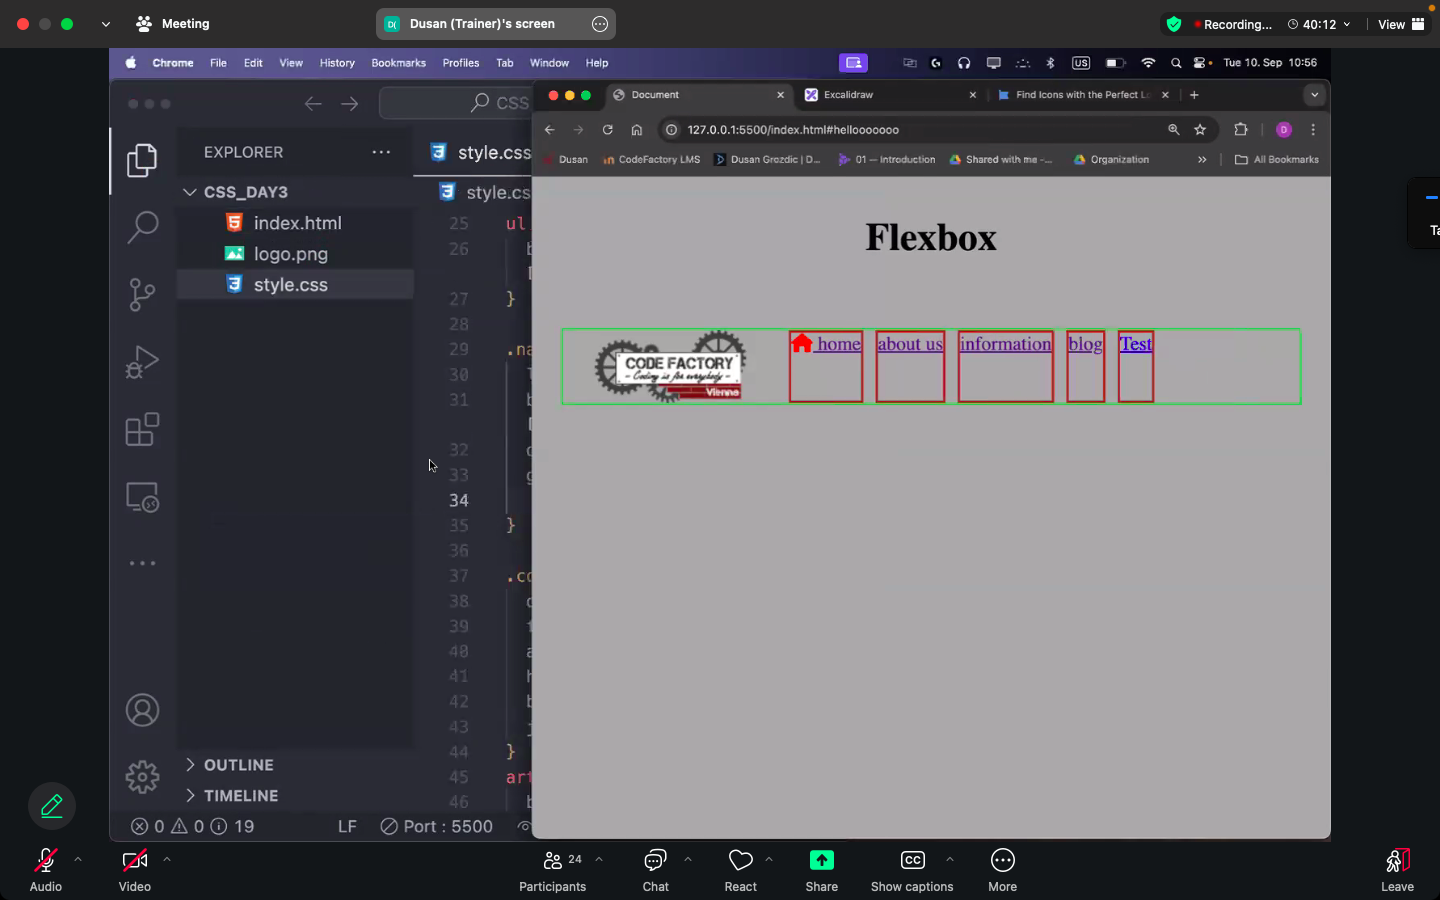 Meeting
D( Dusan (Trainer)'s screen
Recording...
40:12
View
Chrome File Edit View History Bookmarks Profiles Tab Window Help
US
Tue 10. Sep 10:56
CSS
Document
Excalidraw
Find Icons with the Perfect Lo
127.0.0.1:5500/index.html#hellooooooo
D
Dusan
CodeFactory LMS
Dusan Grozdic | D...
01 — Introduction
Shared with me -...
Organization
All Bookmarks
EXPLORER
CSS_DAY3
index.html
logo.png
style.css
style.css
style.cs
25 ul
26
27 }
28
29 .na
30
31
32
33
34
35 }
36
37 .co
38
39
40
41
42
43
44 }
45 art
46
OUTLINE
TIMELINE
0 0 19
LF
Port : 5500
Flexbox
CODE FACTORY
- Coding is for everybody -
Vienna
home
about us
information
blog
Test
Ta
Audio
Video
24
Participants
Chat
React
Share
CC
Show captions
More
Leave